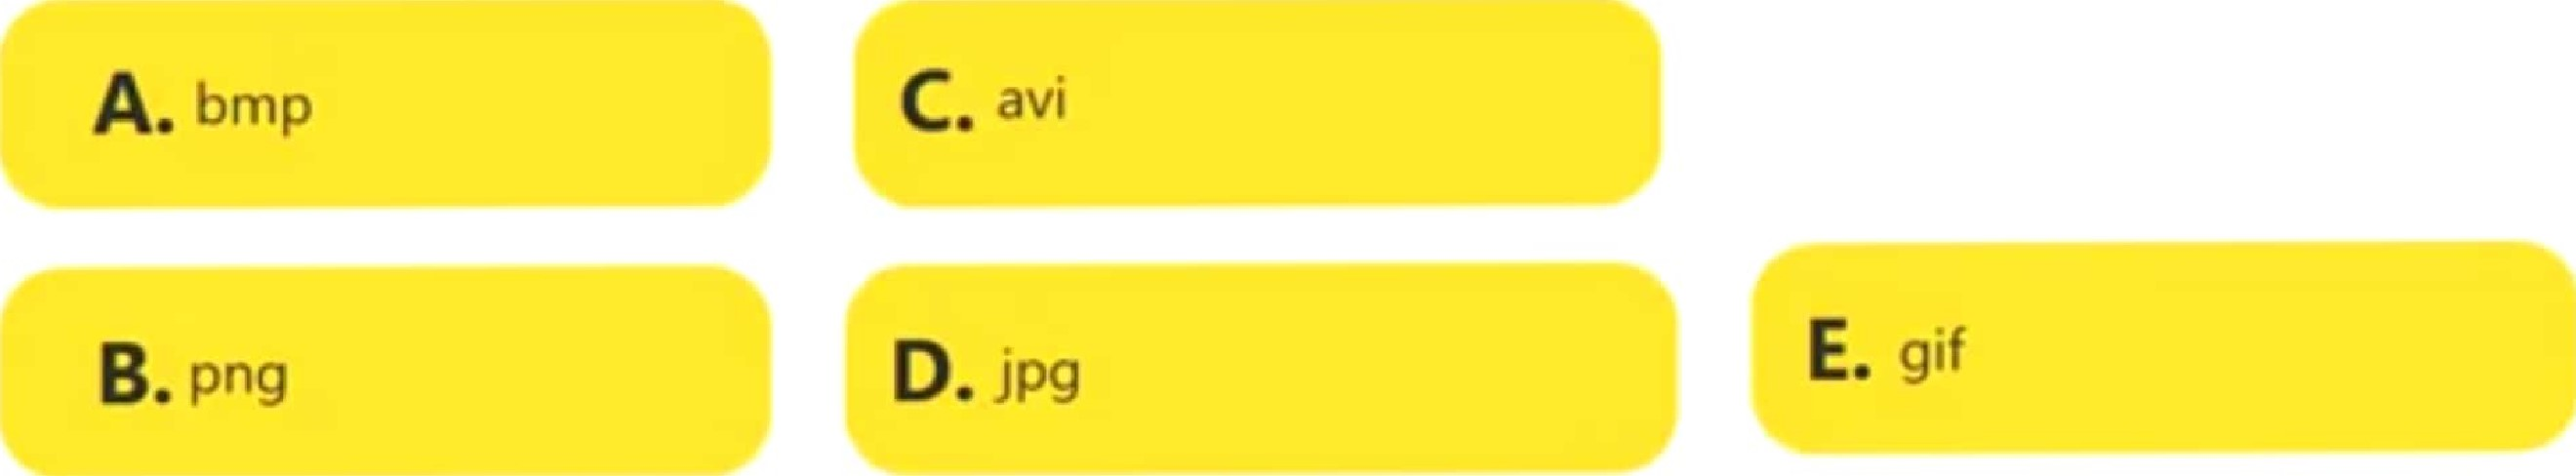 A. bmp
C. avi
B. png
D. jpg
E. gif